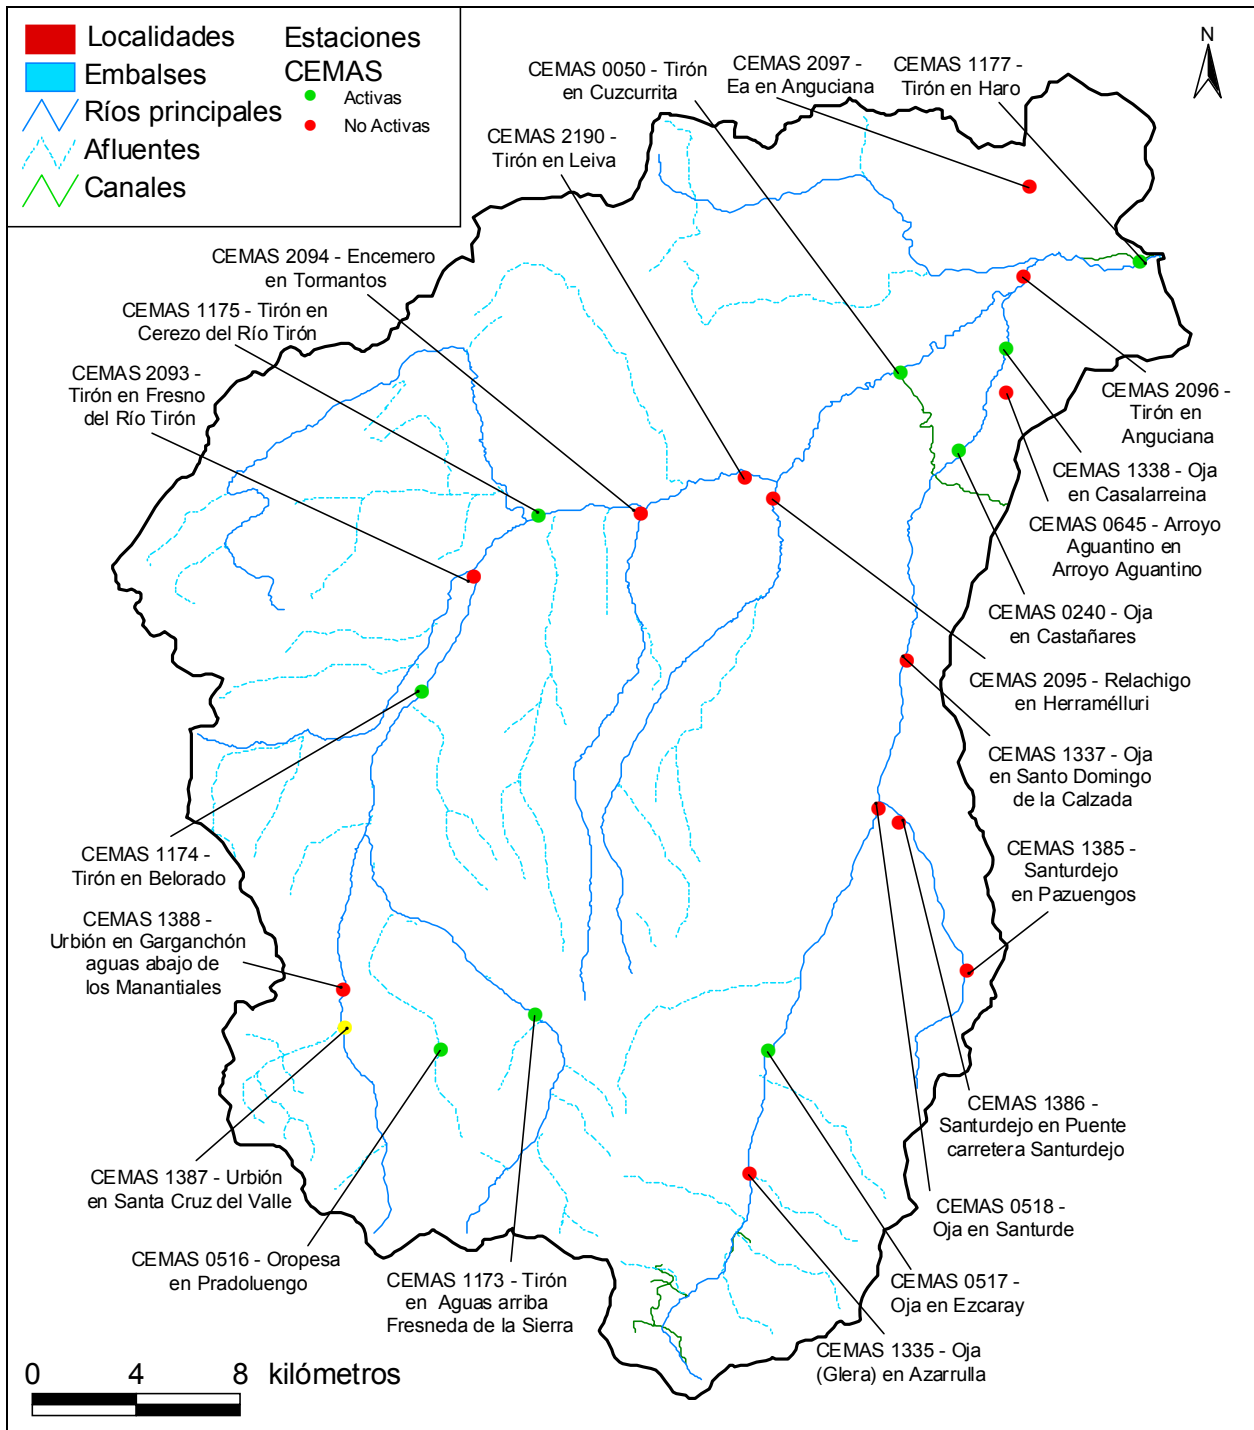 Localidades
Embalses
Ríos principales
Afluentes
Canales
Estaciones
CEMAS
Activas
No Activas
N
CEMAS 0050 - Tirón
en Cuzcurrita
CEMAS 2097 -
Ea en Anguciana
CEMAS 1177 -
Tirón en Haro
CEMAS 2190 -
Tirón en Leiva
CEMAS 2094 - Encemero
en Tormantos
CEMAS 1175 - Tirón en
Cerezo del Río Tirón
CEMAS 2093 -
Tirón en Fresno
del Río Tirón
CEMAS 2096 -
Tirón en
Anguciana
CEMAS 1338 - Oja
en Casalarreina
CEMAS 0645 - Arroyo
Aguantino en
Arroyo Aguantino
CEMAS 0240 - Oja
en Castañares
CEMAS 2095 - Relachigo
en Herramélluri
CEMAS 1337 - Oja
en Santo Domingo
de la Calzada
CEMAS 1174 -
Tirón en Belorado
CEMAS 1385 -
Santurdejo
en Pazuengos
CEMAS 1388 -
Urbión en Garganchón
aguas abajo de
los Manantiales
CEMAS 1386 -
Santurdejo en Puente
carretera Santurdejo
CEMAS 1387 - Urbión
en Santa Cruz del Valle
CEMAS 0518 -
Oja en Santurde
CEMAS 0516 - Oropesa
en Pradoluengo
CEMAS 1173 - Tirón
en Aguas arriba
Fresneda de la Sierra
CEMAS 0517 -
Oja en Ezcaray
CEMAS 1335 - Oja
(Glera) en Azarrulla
0 4 8 kilómetros